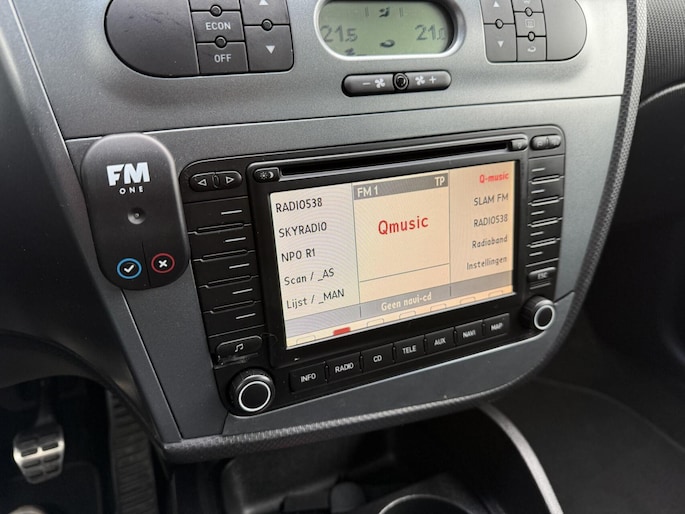 ECON
OFF
21.5
21.0
FM
ONE
RADIO538
SKYRADIO
NPO R1
Scan / _AS
Lijst / _MAN
FM 1
TP
Qmusic
Q-music
SLAM FM
RADIO538
Radioband
Instellingen
Geen navi-cd
ESC
INFO
RADIO
CD
TELE
AUX
NAVI
MAP